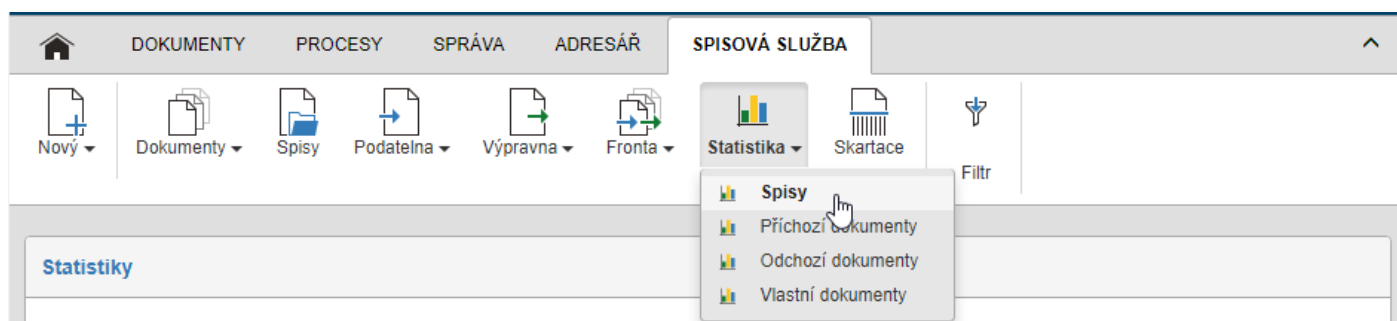 DOKUMENTY PROCESY SPRÁVA ADRESÁŘ SPISOVÁ SLUŽBA
Nový Dokumenty Spisy Podatelna Výpravna Fronta Statistika Skartace Filtr
Spisy
Příchozí dokumenty
Odchozí dokumenty
Vlastní dokumenty
Statistiky